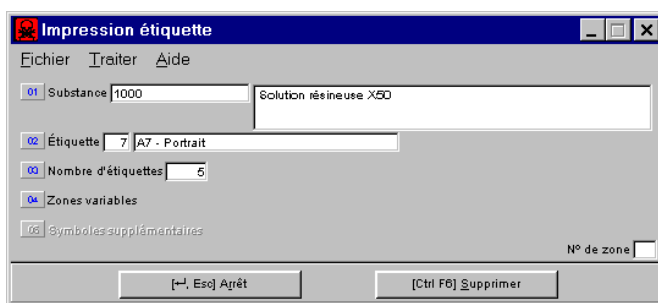 Impression étiquette
Fichier Traiter Aide
01 Substance 1000 Solution résineuse X50
02 Étiquette 7 A7 - Portrait
03 Nombre d'étiquettes 5
04 Zones variables
05 Symboles supplémentaires
Nº de zone
[↵, Esc] Arrêt [Ctrl F6] Supprimer